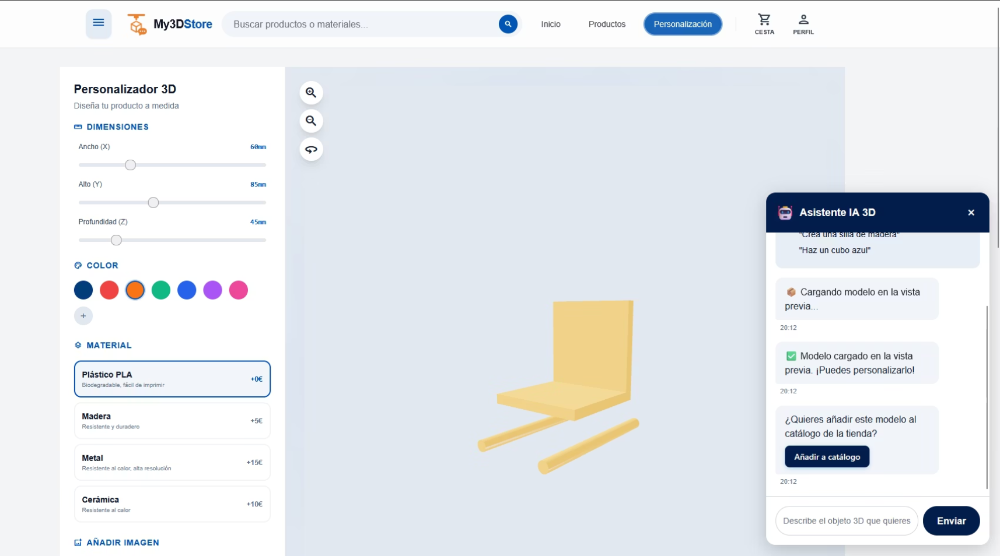 My3DStore
Buscar productos o materiales...
Inicio
Productos
Personalización
CESTA
PERFIL
Personalizador 3D
Diseña tu producto a medida
DIMENSIONES
Ancho (X)
60mm
Alto (Y)
85mm
Profundidad (Z)
45mm
COLOR
+
MATERIAL
Plástico PLA
Biodegradable, fácil de imprimir
+0€
Madera
Resistente y duradero
+5€
Metal
Resistente al calor, alta resolución
+15€
Cerámica
Resistente al calor
+10€
AÑADIR IMAGEN
Asistente IA 3D
"Crea una silla de madera"
"Haz un cubo azul"
Cargando modelo en la vista
previa...
20:12
Modelo cargado en la vista
previa. ¡Puedes personalizarlo!
20:12
¿Quieres añadir este modelo al
catálogo de la tienda?
Añadir a catálogo
20:12
Describe el objeto 3D que quieres
Enviar